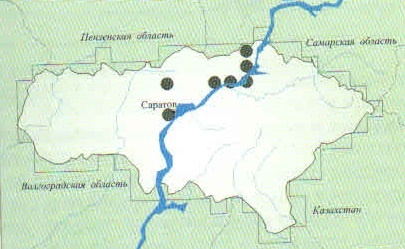 Пензенская область
Самарская область
Саратов
Волгоградская область
Казахстан